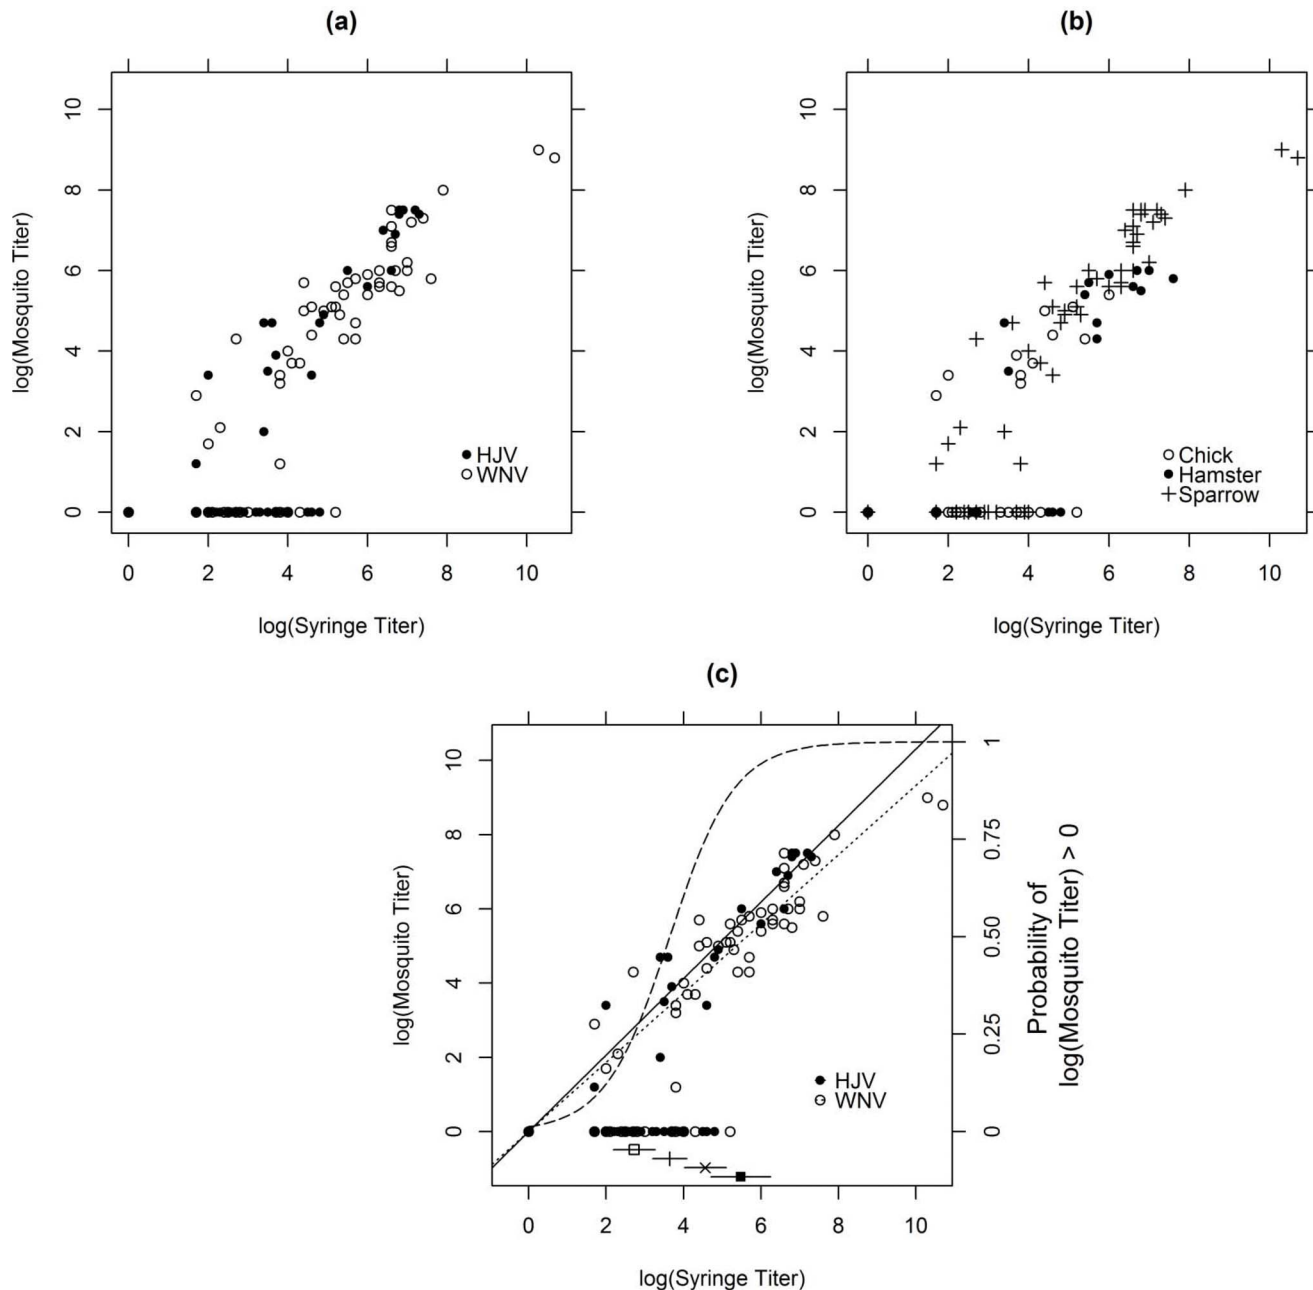 (a)
10
8
6
4
2
0
log(Mosquito Titer)
HJV
WNV
0 2 4 6 8 10
log(Syringe Titer)
(b)
10
8
6
4
2
0
log(Mosquito Titer)
Chick
Hamster
Sparrow
0 2 4 6 8 10
log(Syringe Titer)
(c)
10
8
6
4
2
0
log(Mosquito Titer)
HJV
WNV
1
0.75
0.50
0.25
0
Probability of
log(Mosquito Titer) > 0
0 2 4 6 8 10
log(Syringe Titer)